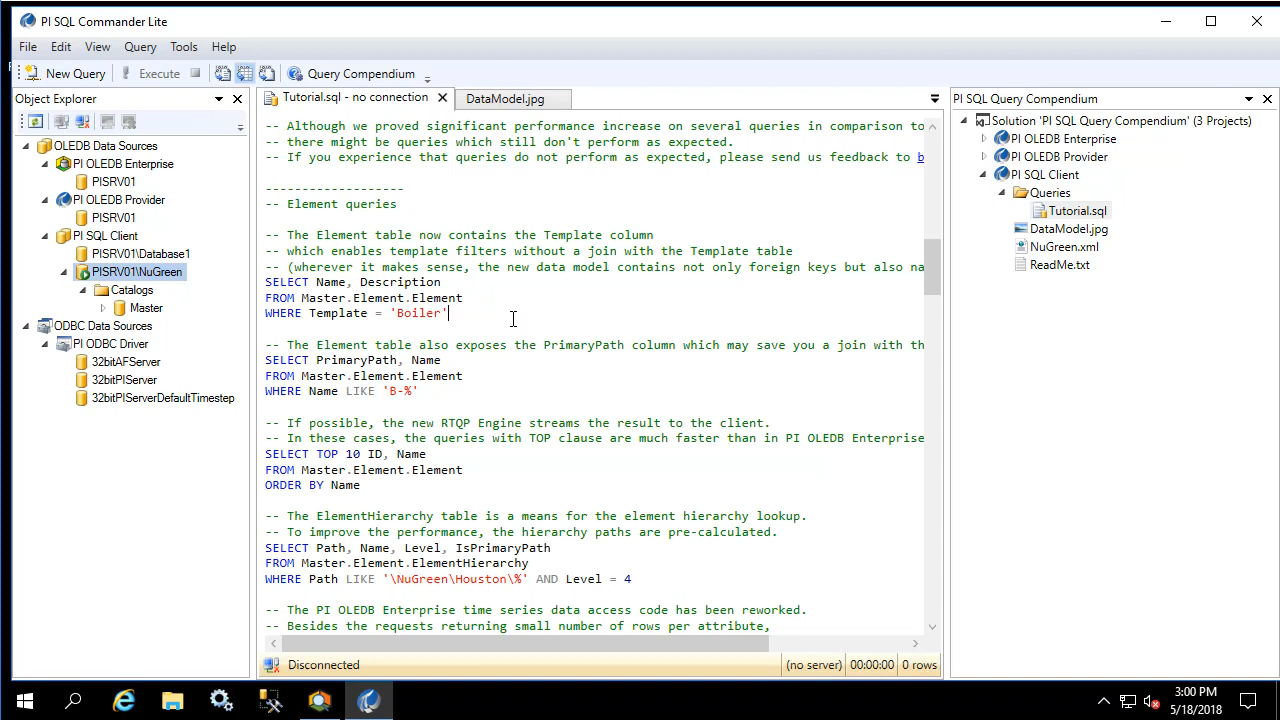 PI SQL Commander Lite
File Edit View Query Tools Help
New Query Execute Query Compendium
Object Explorer
OLEDB Data Sources
PI OLEDB Enterprise
PISRV01
PI OLEDB Provider
PISRV01
PI SQL Client
PISRV01\Database1
PISRV01\NuGreen
Catalogs
Master
ODBC Data Sources
PI ODBC Driver
32bitAFServer
32bitPIServer
32bitPIServerDefaultTimestep
Tutorial.sql - no connection DataModel.jpg
-- Although we proved significant performance increase on several queries in comparison to
-- there might be queries which still don't perform as expected.
-- If you experience that queries do not perform as expected, please send us feedback to b
-------------------
-- Element queries
-- The Element table now contains the Template column
-- which enables template filters without a join with the Template table
-- (wherever it makes sense, the new data model contains not only foreign keys but also na
SELECT Name, Description
FROM Master.Element.Element
WHERE Template = 'Boiler'
-- The Element table also exposes the PrimaryPath column which may save you a join with th
SELECT PrimaryPath, Name
FROM Master.Element.Element
WHERE Name LIKE 'B-%'
-- If possible, the new RTQP Engine streams the result to the client.
-- In these cases, the queries with TOP clause are much faster than in PI OLEDB Enterprise
SELECT TOP 10 ID, Name
FROM Master.Element.Element
ORDER BY Name
-- The ElementHierarchy table is a means for the element hierarchy lookup.
-- To improve the performance, the hierarchy paths are pre-calculated.
SELECT Path, Name, Level, IsPrimaryPath
FROM Master.Element.ElementHierarchy
WHERE Path LIKE '\NuGreen\Houston\%' AND Level = 4
-- The PI OLEDB Enterprise time series data access code has been reworked.
-- Besides the requests returning small number of rows per attribute,
Disconnected (no server) 00:00:00 0 rows
PI SQL Query Compendium
Solution 'PI SQL Query Compendium' (3 Projects)
PI OLEDB Enterprise
PI OLEDB Provider
PI SQL Client
Queries
Tutorial.sql
DataModel.jpg
NuGreen.xml
ReadMe.txt
3:00 PM
5/18/2018